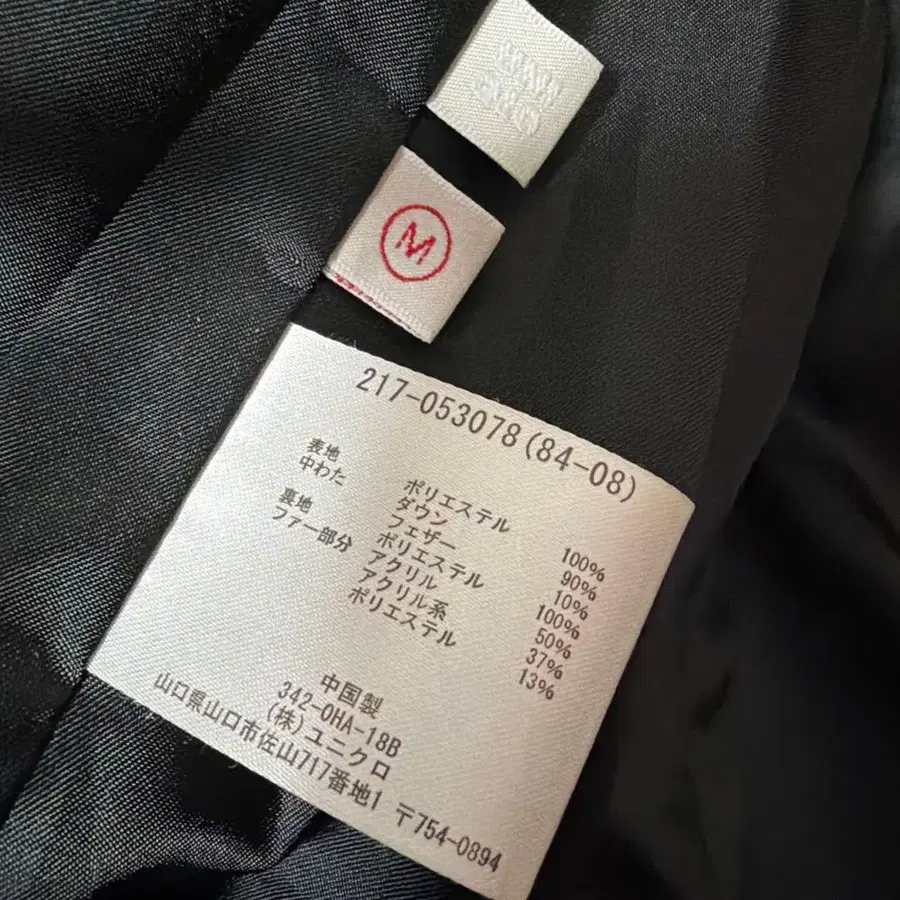 M
217-053078(84-08)
表地 ポリエステル 100%
中わた ダウン 90%
フェザー 10%
裏地 ポリエステル 100%
ファー部分 アクリル 50%
アクリル系 37%
ポリエステル 13%
中国製
342-0HA-18B
(株)ユニクロ
山口県山口市佐山717番地1 〒754-0894